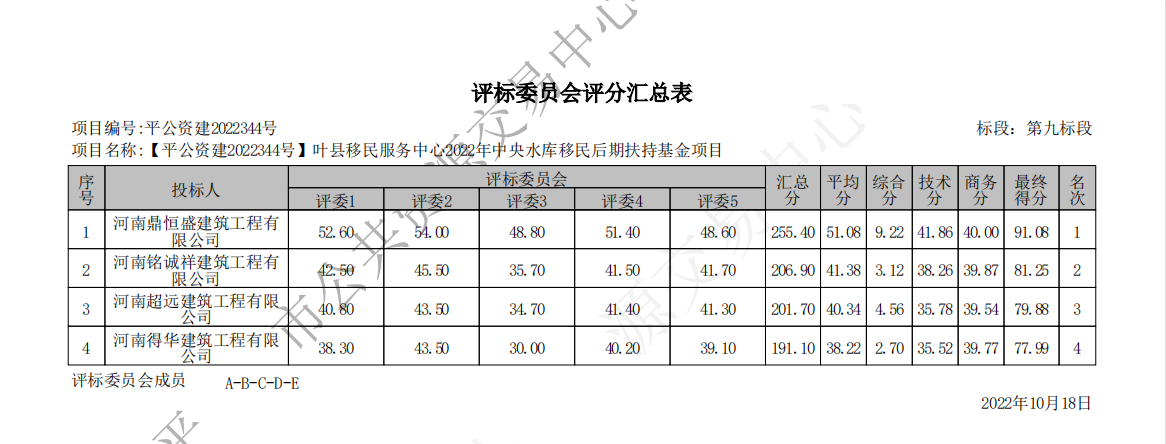 评标委员会评分汇总表
项目编号:平公资建2022344号 标段: 第九标段
项目名称:【平公资建2022344号】叶县移民服务中心2022年中央水库移民后期扶持基金项目
序号 投标人 评标委员会 汇总分 平均分 综合分 技术分 商务分 最终得分 名次
评委1 评委2 评委3 评委4 评委5
1 河南鼎恒盛建筑工程有限公司 52.60 54.00 48.80 51.40 48.60 255.40 51.08 9.22 41.86 40.00 91.08 1
2 河南铭诚祥建筑工程有限公司 42.50 45.50 35.70 41.50 41.70 206.90 41.38 3.12 38.26 39.87 81.25 2
3 河南超远建筑工程有限公司 40.80 43.50 34.70 41.40 41.30 201.70 40.34 4.56 35.78 39.54 79.88 3
4 河南得华建筑工程有限公司 38.30 43.50 30.00 40.20 39.10 191.10 38.22 2.70 35.52 39.77 77.99 4
评标委员会成员 A-B-C-D-E
2022年10月18日
市公共资源交易中心
源交易中心
平